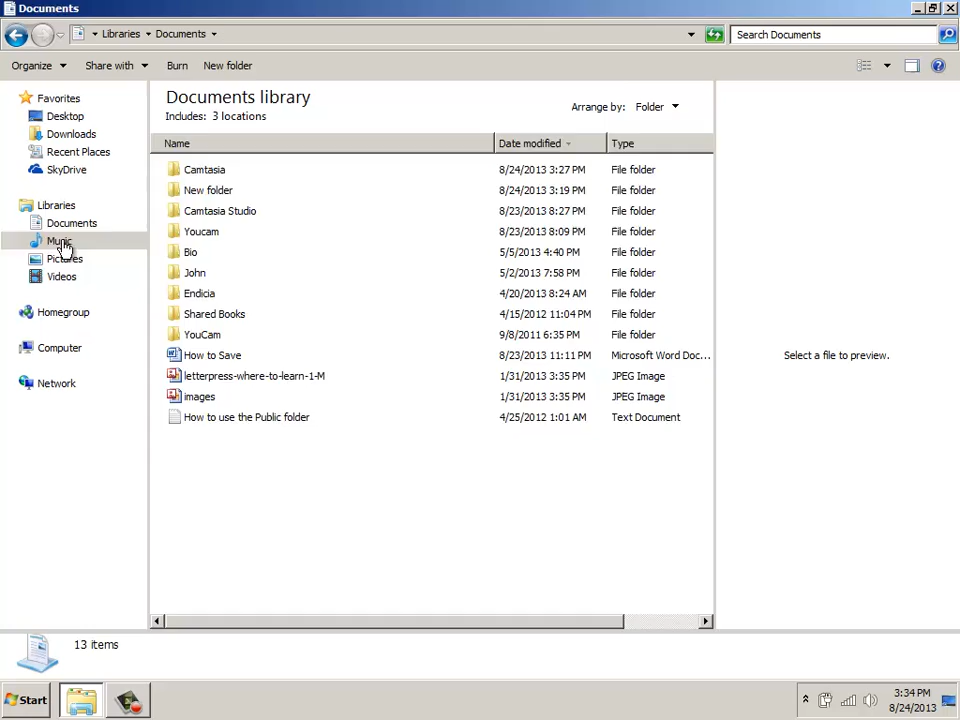 Documents
Libraries Documents
Search Documents
Organize Share with Burn New folder
Favorites
Desktop
Downloads
Recent Places
SkyDrive
Libraries
Documents
Music
Pictures
Videos
Homegroup
Computer
Network
Documents library
Includes: 3 locations
Arrange by: Folder
Name Date modified Type
Camtasia 8/24/2013 3:27 PM File folder
New folder 8/24/2013 3:19 PM File folder
Camtasia Studio 8/23/2013 8:27 PM File folder
Youcam 8/23/2013 8:09 PM File folder
Bio 5/5/2013 4:40 PM File folder
John 5/2/2013 7:58 PM File folder
Endicia 4/20/2013 8:24 AM File folder
Shared Books 4/15/2012 11:04 PM File folder
YouCam 9/8/2011 6:35 PM File folder
How to Save 8/23/2013 11:11 PM Microsoft Word Doc...
letterpress-where-to-learn-1-M 1/31/2013 3:35 PM JPEG Image
images 1/31/2013 3:35 PM JPEG Image
How to use the Public folder 4/25/2012 1:01 AM Text Document
Select a file to preview.
13 items
Start
3:34 PM
8/24/2013